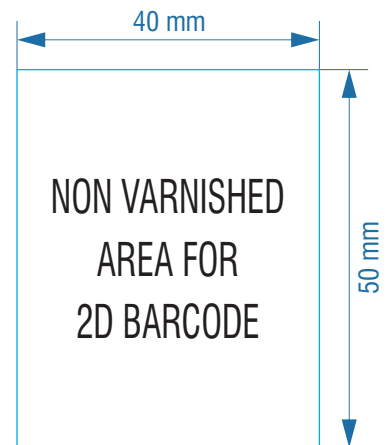 40 mm
NON VARNISHED
AREA FOR
2D BARCODE
50 mm